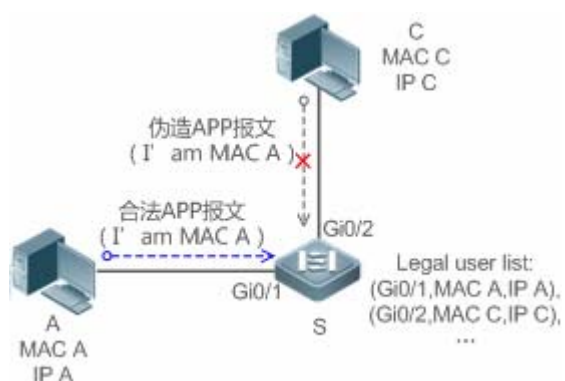 C
MAC C
IP C
伪造APP报文
( I’ am MAC A )
合法APP报文
( I’ am MAC A )
Gi0/2
Gi0/1
S
Legal user list:
(Gi0/1,MAC A,IP A),
(Gi0/2,MAC C,IP C),
...
A
MAC A
IP A